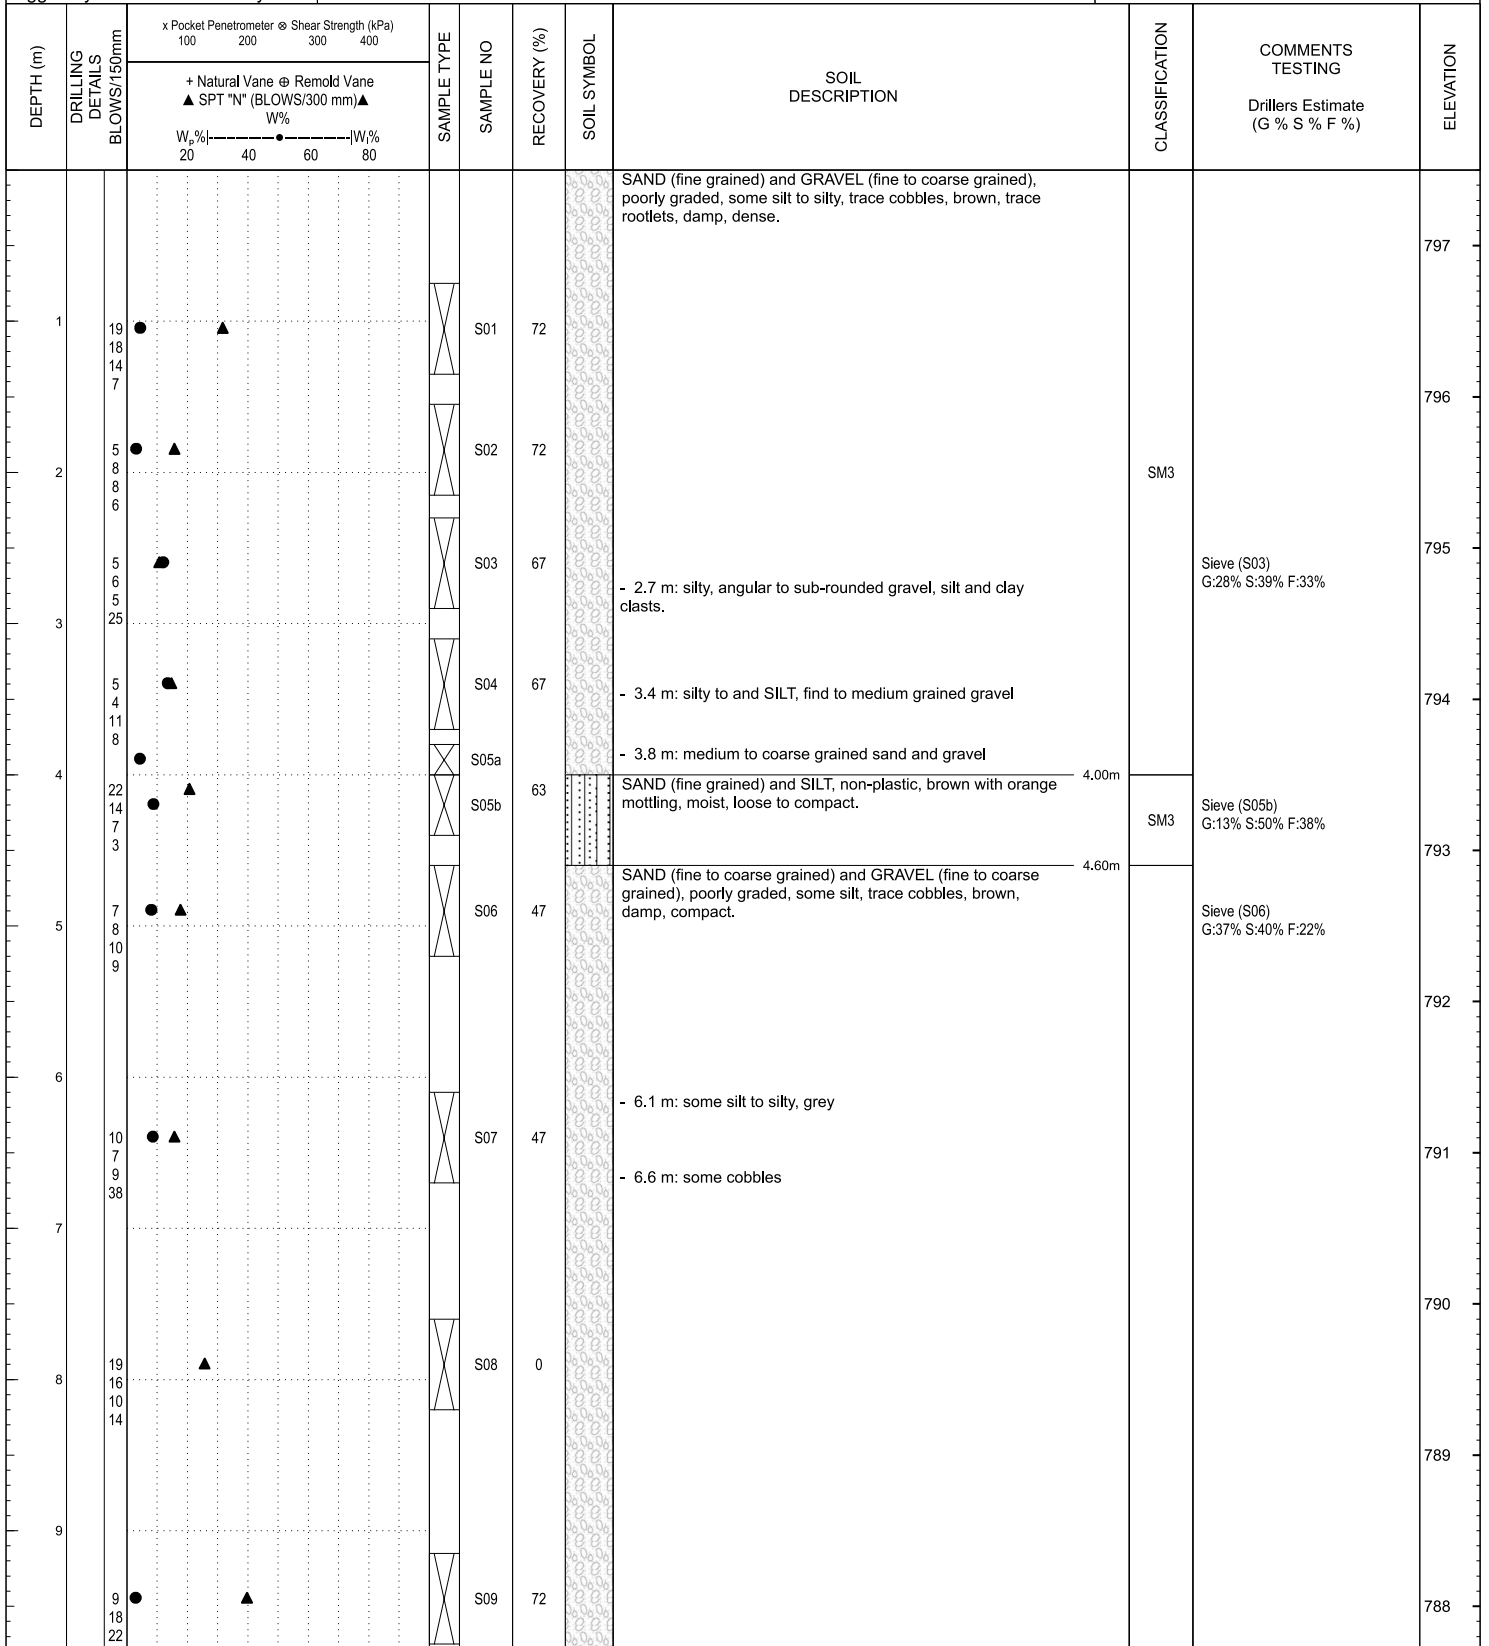 DEPTH (m)
DRILLING
DETAILS
BLOWS/150mm
x Pocket Penetrometer ⊗ Shear Strength (kPa)
100 200 300 400
+ Natural Vane ⊕ Remold Vane
▲ SPT "N" (BLOWS/300 mm)▲
W%
Wp%|-----------●-----------|Wl%
20 40 60 80
SAMPLE TYPE
SAMPLE NO
RECOVERY (%)
SOIL SYMBOL
SOIL
DESCRIPTION
CLASSIFICATION
COMMENTS
TESTING
Drillers Estimate
(G % S % F %)
ELEVATION
SAND (fine grained) and GRAVEL (fine to coarse grained),
poorly graded, some silt to silty, trace cobbles, brown, trace
rootlets, damp, dense.
797
1
19 S01 72
18
14
7
796
5 S02 72
8
2 SM3
8
6
795
5 S03 67 Sieve (S03)
6 G:28% S:39% F:33%
- 2.7 m: silty, angular to sub-rounded gravel, silt and clay
clasts.
5
25
3
5 S04 67
- 3.4 m: silty to and SILT, find to medium grained gravel
4
794
11
8
S05a - 3.8 m: medium to coarse grained sand and gravel
4 4.00m
SAND (fine grained) and SILT, non-plastic, brown with orange
mottling, moist, loose to compact.
22 63
14 S05b Sieve (S05b)
7 SM3 G:13% S:50% F:38%
3
793
4.60m
SAND (fine to coarse grained) and GRAVEL (fine to coarse
grained), poorly graded, some silt, trace cobbles, brown,
damp, compact.
7 S06 47 Sieve (S06)
5 8 G:37% S:40% F:22%
10
9
792
6
- 6.1 m: some silt to silty, grey
10 S07 47
7
791
9
- 6.6 m: some cobbles
38
7
790
19 S08 0
8 16
10
14
789
9
9 S09 72
788
18
22